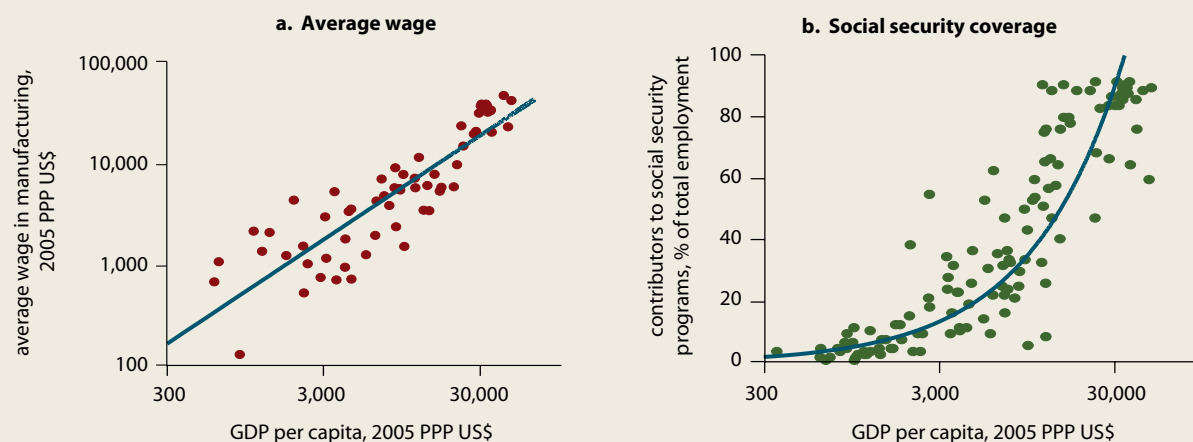 a. Average wage
average wage in manufacturing,
2005 PPP US$
100,000
10,000
1,000
100
300
3,000
30,000
GDP per capita, 2005 PPP US$
b. Social security coverage
contributors to social security
programs, % of total employment
100
80
60
40
20
0
300
3,000
30,000
GDP per capita, 2005 PPP US$